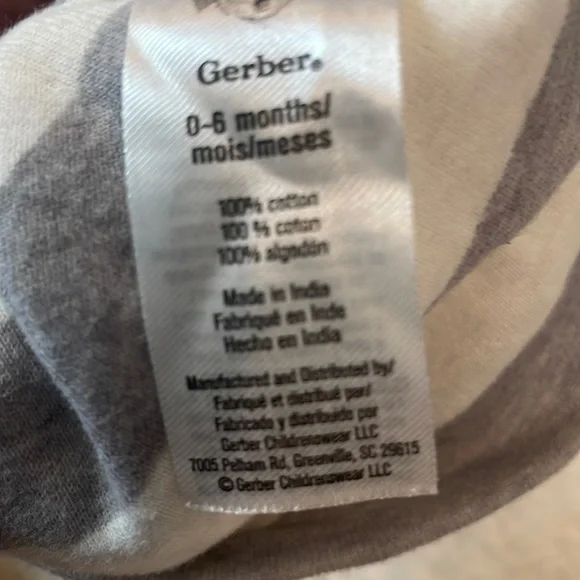 Gerber®
0-6 months/
mois/meses
100% cotton
100 % coton
100% algodón
Made in India
Fabriqué en Inde
Hecho en India
Manufactured and Distributed by/
Fabriqué et distribué par/
Fabricado y distribuido por
Gerber Childrenswear LLC
7005 Pelham Rd, Greenville, SC 29615
© Gerber Childrenswear LLC